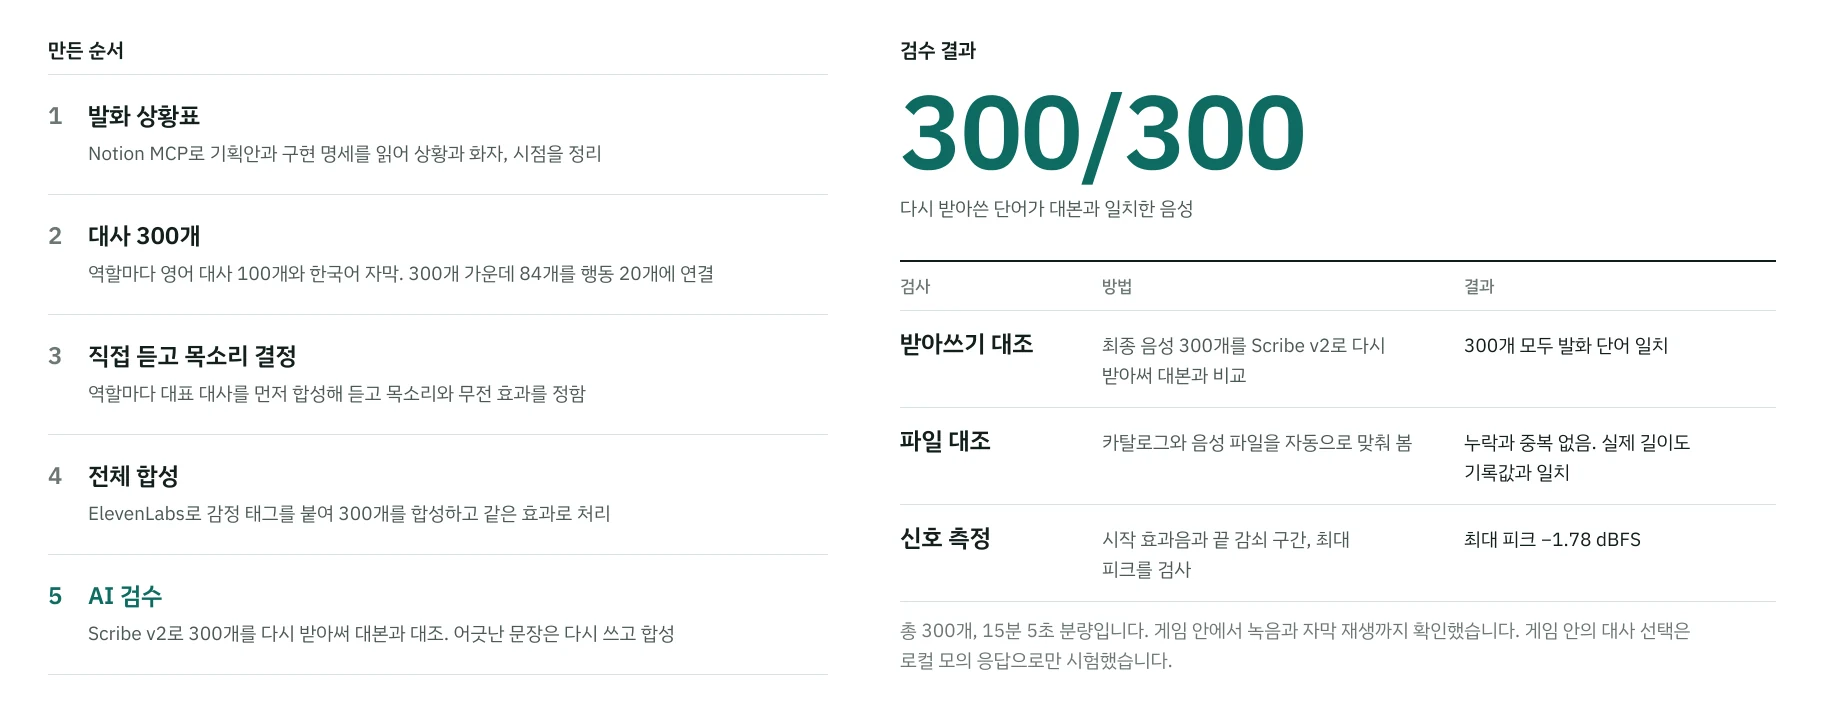 만든 순서
1 발화 상황표
Notion MCP로 기획안과 구현 명세를 읽어 상황과 화자, 시점을 정리
2 대사 300개
역할마다 영어 대사 100개와 한국어 자막. 300개 가운데 84개를 행동 20개에 연결
3 직접 듣고 목소리 결정
역할마다 대표 대사를 먼저 합성해 듣고 목소리와 무전 효과를 정함
4 전체 합성
ElevenLabs로 감정 태그를 붙여 300개를 합성하고 같은 효과로 처리
5 AI 검수
Scribe v2로 300개를 다시 받아써 대본과 대조. 어긋난 문장은 다시 쓰고 합성
검수 결과
300/300
다시 받아쓴 단어가 대본과 일치한 음성
검사 방법 결과
받아쓰기 대조 최종 음성 300개를 Scribe v2로 다시 300개 모두 발화 단어 일치
받아써 대본과 비교
파일 대조 카탈로그와 음성 파일을 자동으로 맞춰 봄 누락과 중복 없음. 실제 길이도
기록값과 일치
신호 측정 시작 효과음과 끝 감쇠 구간, 최대 최대 피크 −1.78 dBFS
피크를 검사
총 300개, 15분 5초 분량입니다. 게임 안에서 녹음과 자막 재생까지 확인했습니다. 게임 안의 대사 선택은
로컬 모의 응답으로만 시험했습니다.